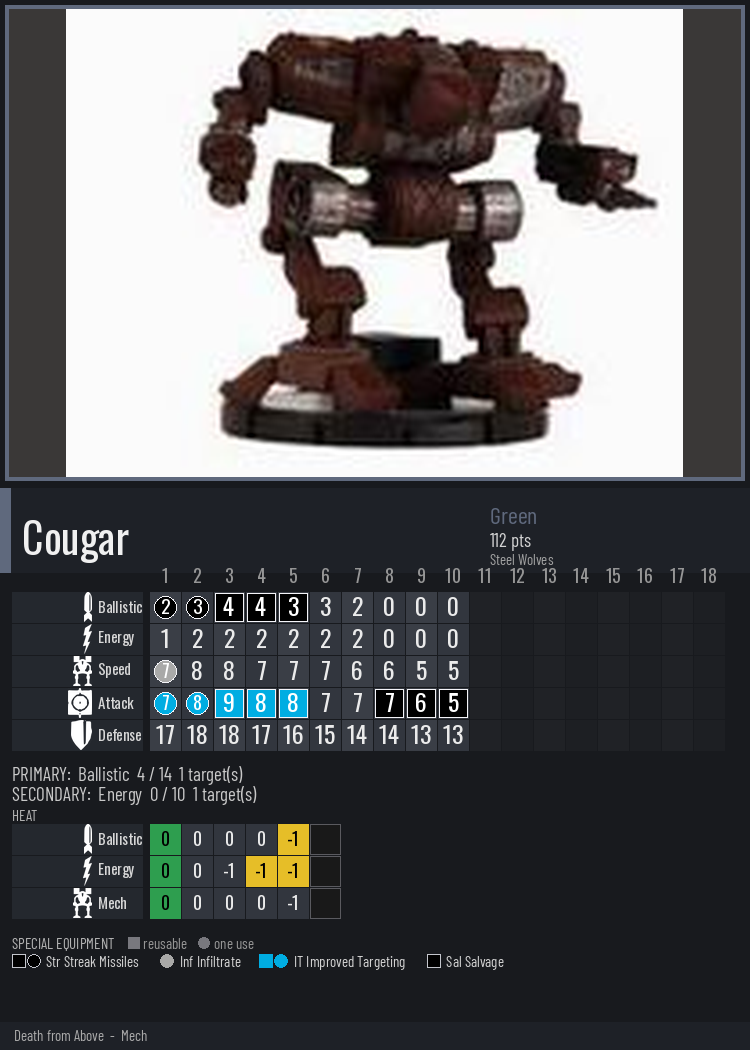 Cougar
Green
112 pts
Steel Wolves
1 2 3 4 5 6 7 8 9 10 11 12 13 14 15 16 17 18
Ballistic 2 3 4 4 3 3 2 0 0 0
Energy 1 2 2 2 2 2 2 0 0 0
Speed 7 8 8 7 7 7 6 6 5 5
Attack 7 8 9 8 8 7 7 7 6 5
Defense 17 18 18 17 16 15 14 14 13 13
PRIMARY: Ballistic 4 / 14 1 target(s)
SECONDARY: Energy 0 / 10 1 target(s)
HEAT
Ballistic 0 0 0 0 -1
Energy 0 0 -1 -1 -1
Mech 0 0 0 0 -1
SPECIAL EQUIPMENT reusable one use
Str Streak Missiles Inf Infiltrate IT Improved Targeting Sal Salvage
Death from Above - Mech